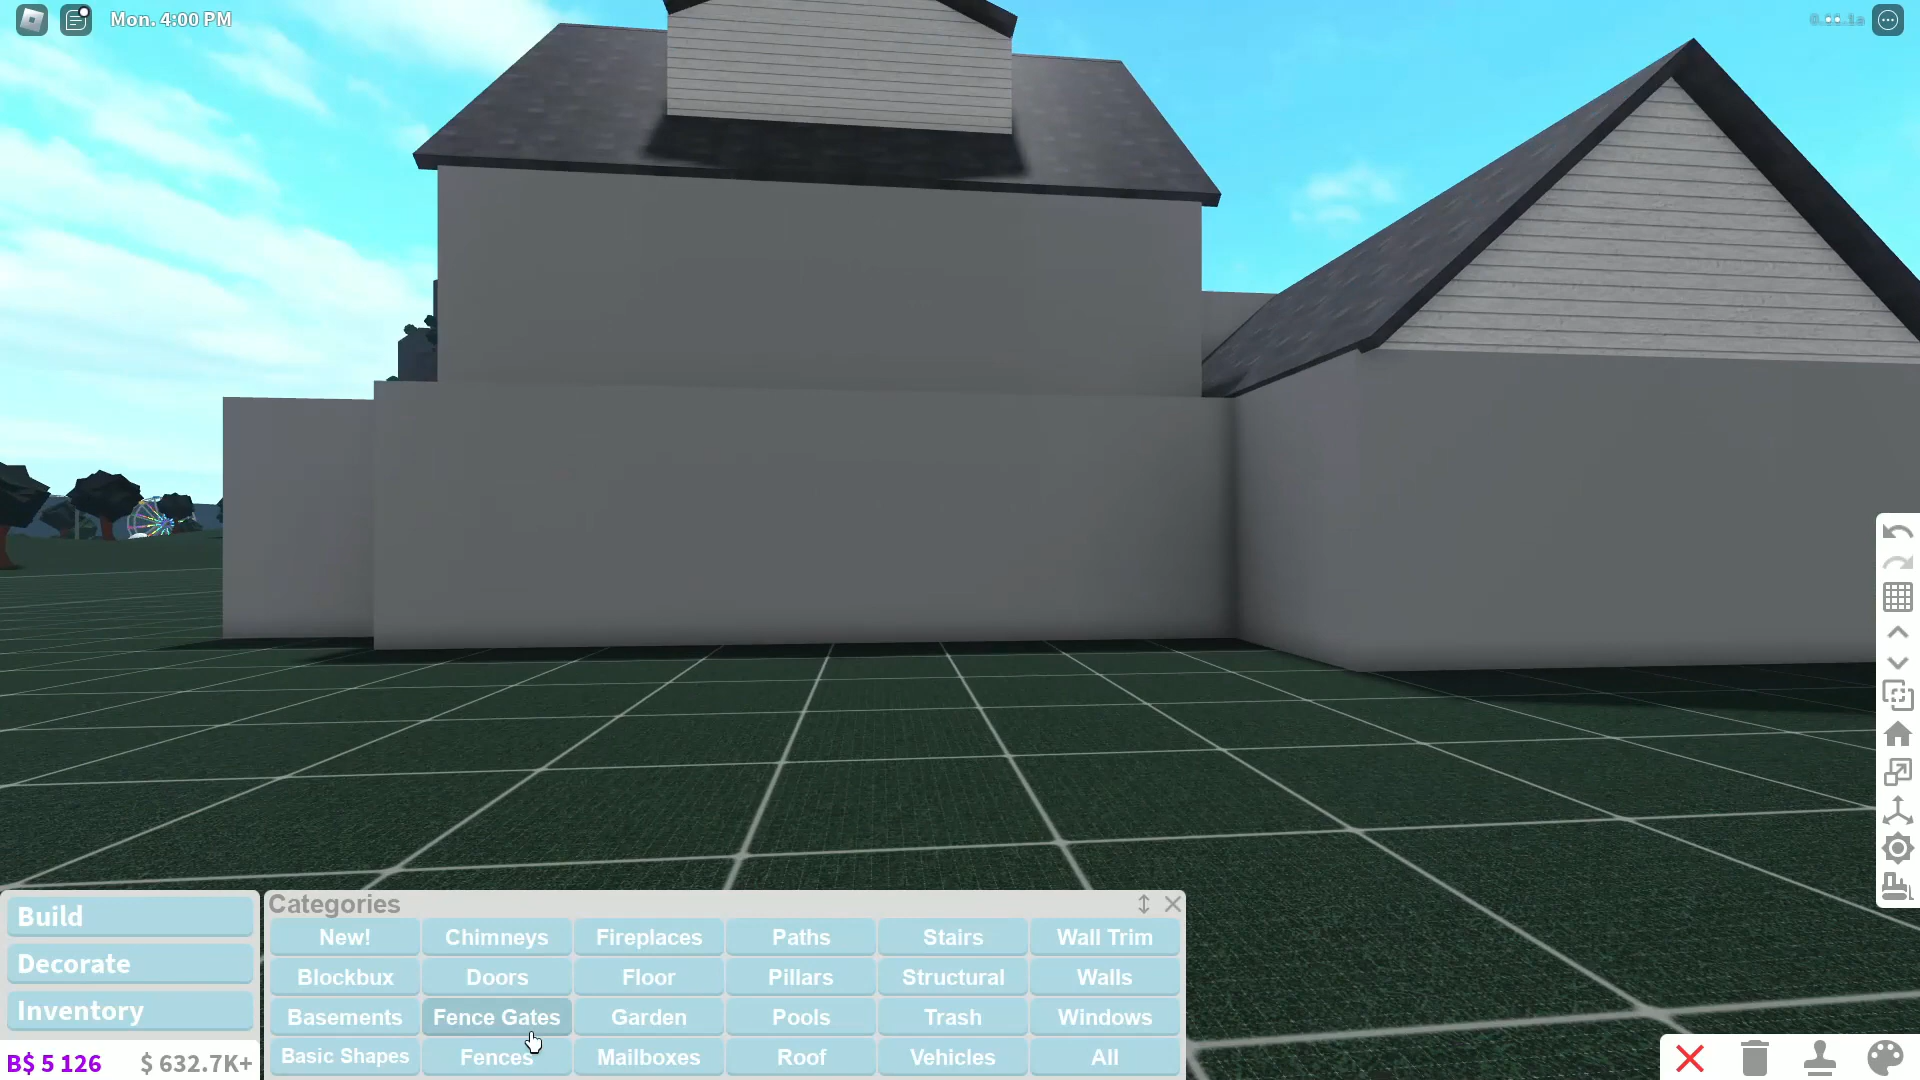 Mon. 4:00 PM
Build
Decorate
Inventory
B$ 5 126
$ 632.7K+
Categories
New! Chimneys Fireplaces Paths Stairs Wall Trim
Blockbux Doors Floor Pillars Structural Walls
Basements Fence Gates Garden Pools Trash Windows
Basic Shapes Fences Mailboxes Roof Vehicles All